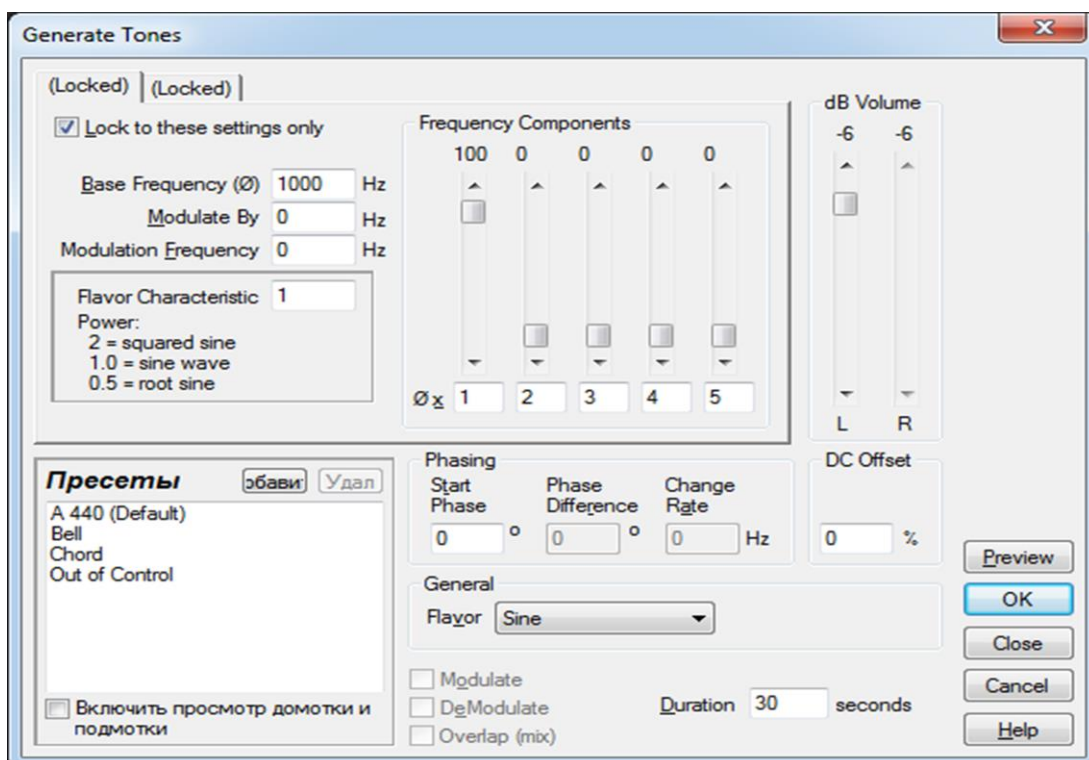 Generate Tones
(Locked) (Locked)
Lock to these settings only
Base Frequency (Ø) 1000 Hz
Modulate By 0 Hz
Modulation Frequency 0 Hz
Flavor Characteristic 1
Power:
2 = squared sine
1.0 = sine wave
0.5 = root sine
Frequency Components
100 0 0 0 0
Ø x 1 2 3 4 5
dB Volume
-6 -6
L R
Пресеты обавит Удал
A 440 (Default)
Bell
Chord
Out of Control
Включить просмотр домотки и
подмотки
Phasing
Start Phase Phase Difference Change Rate
0 ° 0 ° 0 Hz
DC Offset
0 %
General
Flavor Sine
Modulate
DeModulate
Overlap (mix)
Duration 30 seconds
Preview
OK
Close
Cancel
Help